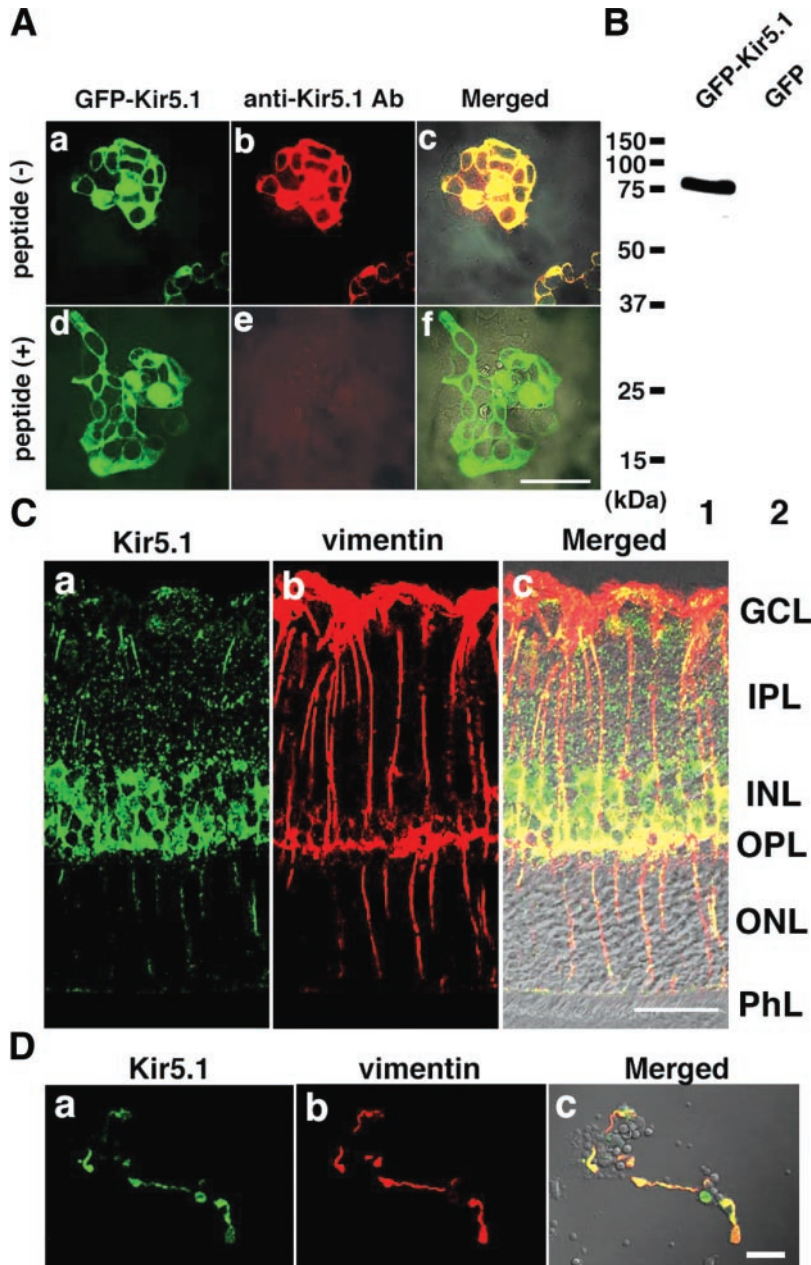 A
B
GFP-Kir5.1
anti-Kir5.1 Ab
Merged
GFP-Kir5.1
GFP
peptide (-)
a
b
c
peptide (+)
d
e
f
150
100
75
50
37
25
15
(kDa)
1
2
C
Kir5.1
vimentin
Merged
a
b
c
GCL
IPL
INL
OPL
ONL
PhL
D
Kir5.1
vimentin
Merged
a
b
c